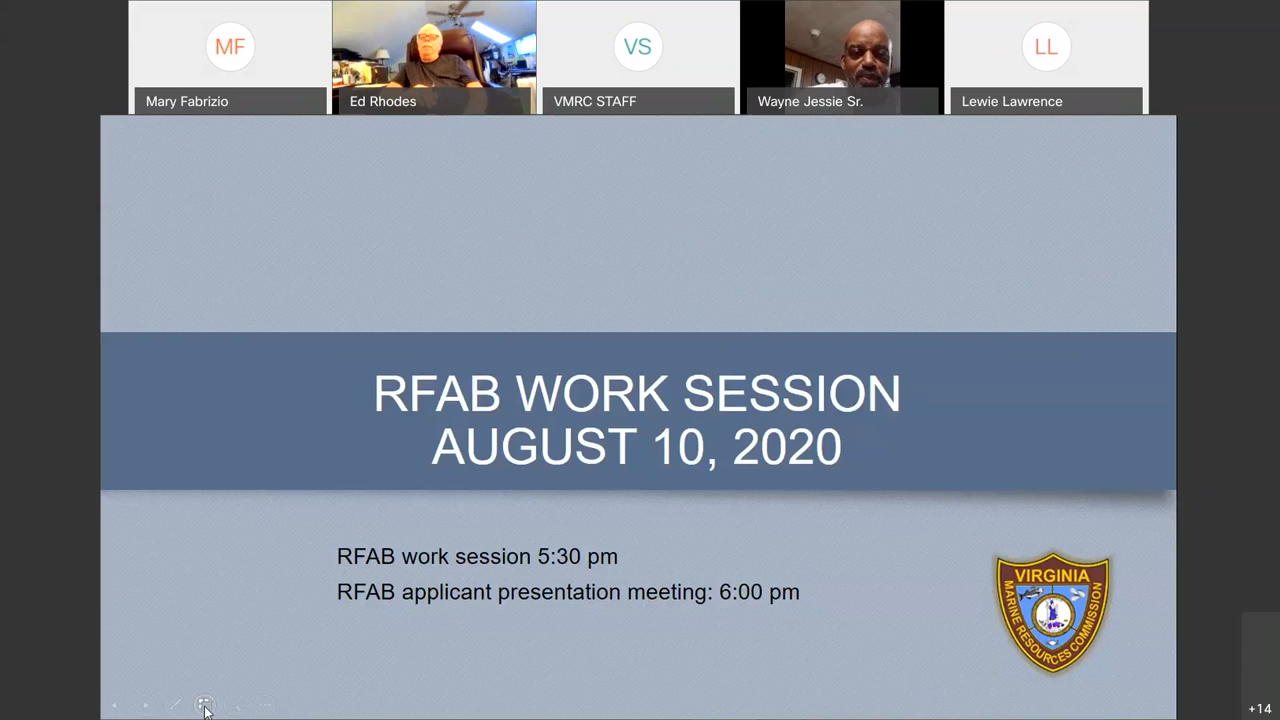 MF
VS
LL
Mary Fabrizio
Ed Rhodes
VMRC STAFF
Wayne Jessie Sr.
Lewie Lawrence
RFAB WORK SESSION
AUGUST 10, 2020
RFAB work session 5:30 pm
RFAB applicant presentation meeting: 6:00 pm
VIRGINIA
MARINE RESOURCES COMMISSION
+14